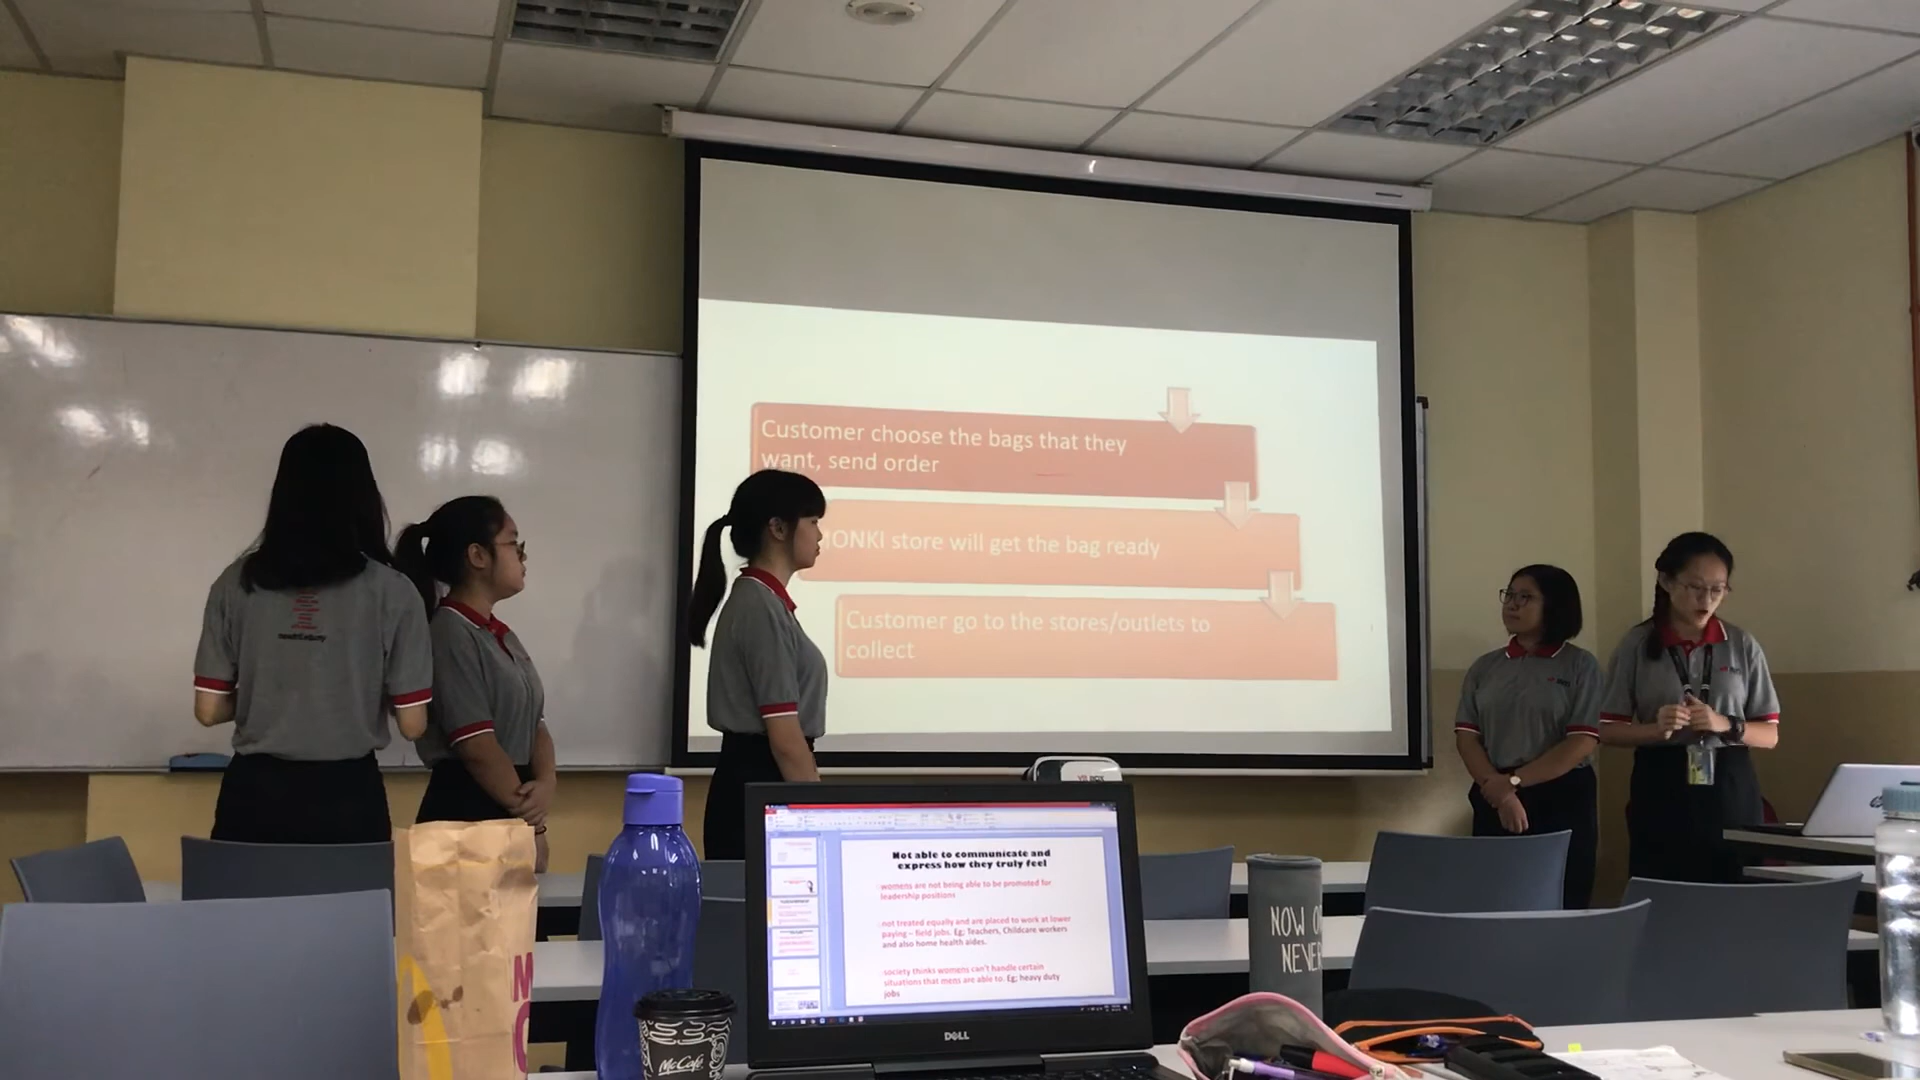 Customer choose the bags that they
want, send order
ONKI store will get the bag ready
Customer go to the stores/outlets to
collect
Not able to communicate and
express how they truly feel
womens are not being able to be promoted for
leadership positions
not treated equally and are placed to work at lower
paying – field jobs. Eg; Teachers, Childcare workers
and also home health aides.
society thinks womens can't handle certain
situations that mens are able to. Eg; heavy duty
jobs
DELL
McCafé
NOW O
NEVER
M
VR BOX
hp